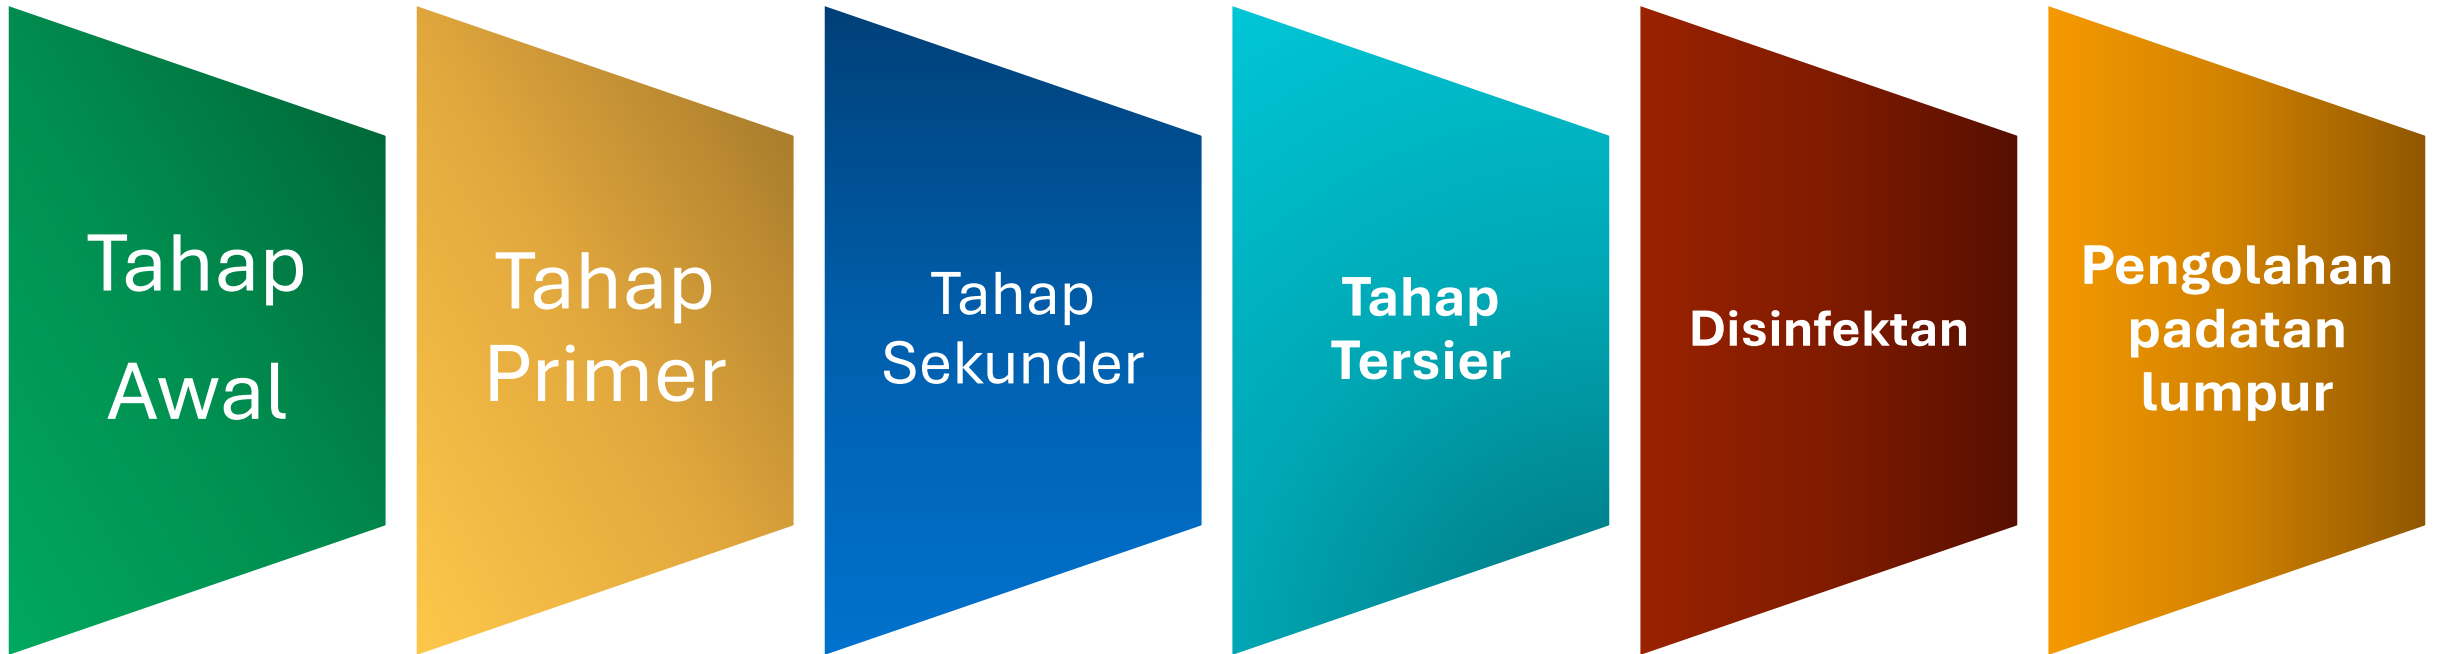 Tahap
Awal
Tahap
Primer
Tahap
Sekunder
Tahap
Tersier
Disinfektan
Pengolahan
padatan
lumpur